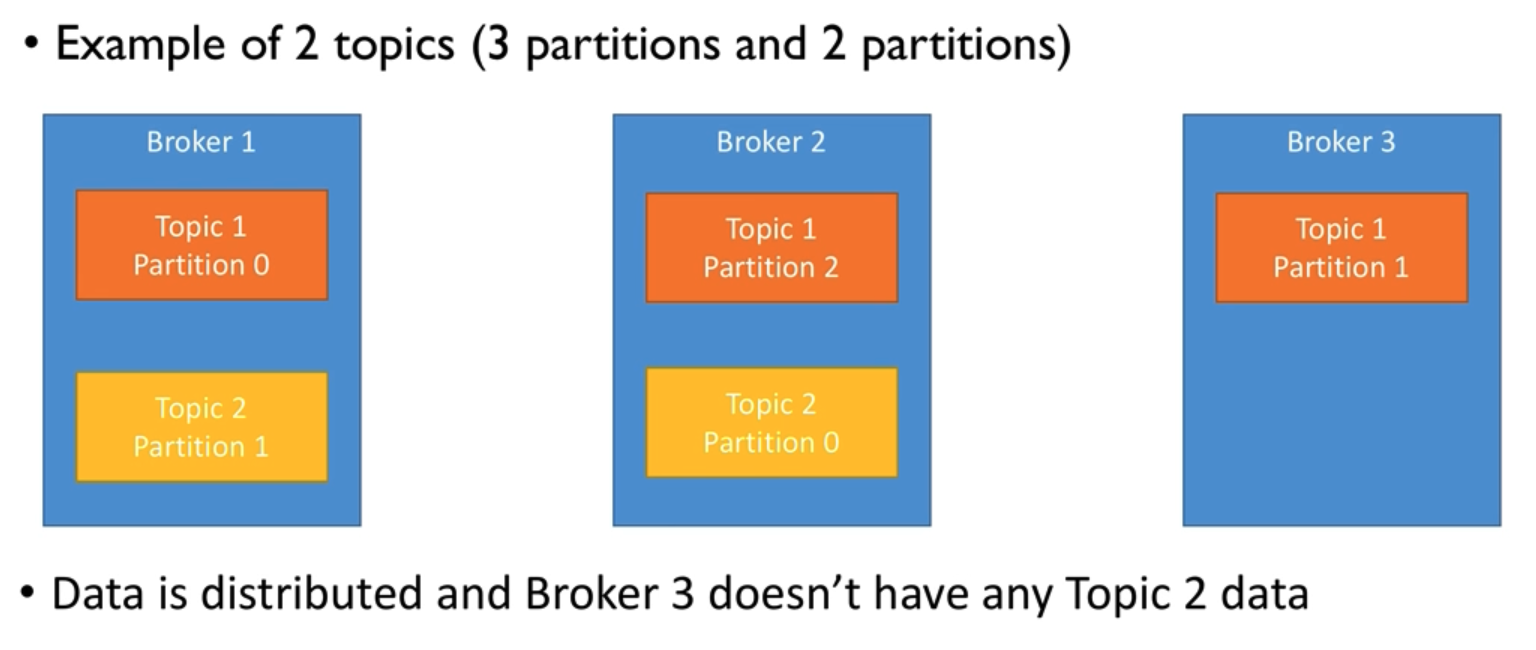 • Example of 2 topics (3 partitions and 2 partitions)
Broker 1
Topic 1
Partition 0
Topic 2
Partition 1
Broker 2
Topic 1
Partition 2
Topic 2
Partition 0
Broker 3
Topic 1
Partition 1
• Data is distributed and Broker 3 doesn’t have any Topic 2 data